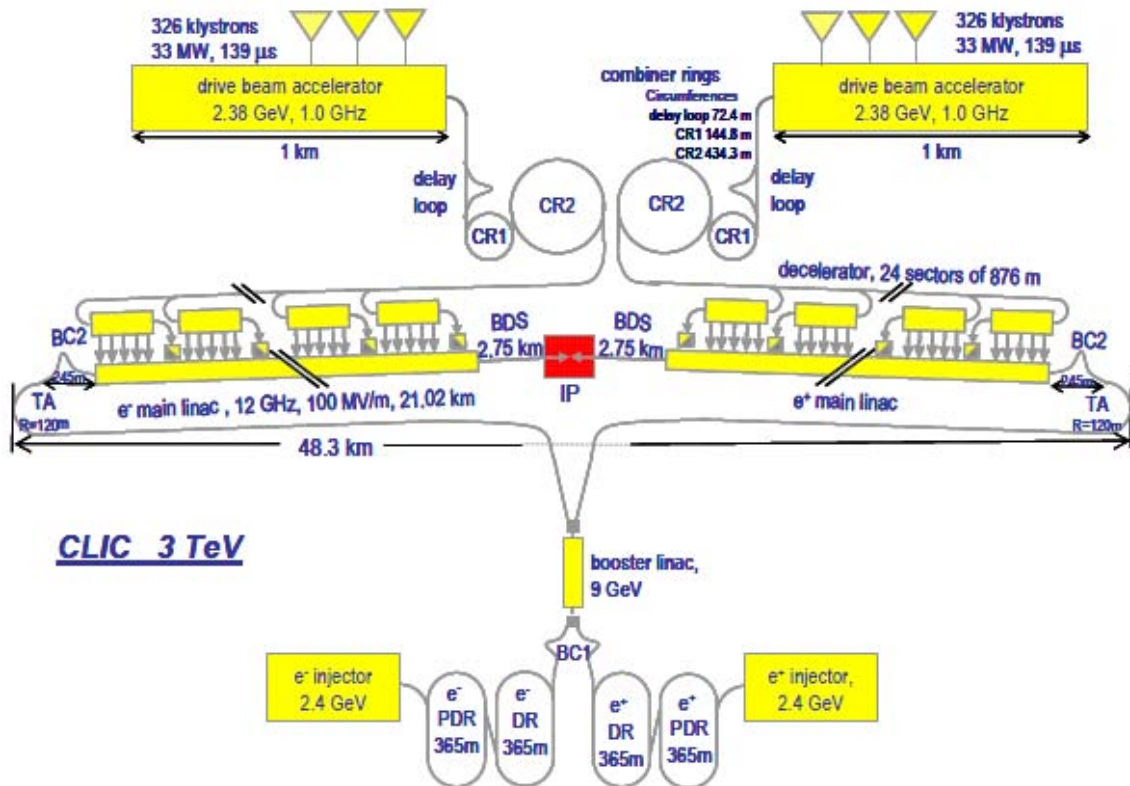 326 klystrons
33 MW, 139 μs
drive beam accelerator
2.38 GeV, 1.0 GHz
1 km
delay
loop
CR1
CR2
combiner rings
Circumferences
delay loop 72.4 m
CR1 144.8 m
CR2 434.3 m
326 klystrons
33 MW, 139 μs
drive beam accelerator
2.38 GeV, 1.0 GHz
1 km
CR2
CR1
delay
loop
decelerator, 24 sectors of 876 m
BC2
245m
TA
R=120m
e⁻ main linac , 12 GHz, 100 MV/m, 21.02 km
BDS
2.75 km
IP
BDS
2.75 km
e⁺ main linac
BC2
245m
TA
R=120m
48.3 km
CLIC 3 TeV
booster linac,
9 GeV
BC1
e⁻ injector
2.4 GeV
e⁻
PDR
365m
e⁻
DR
365m
e⁺
DR
365m
e⁺
PDR
365m
e⁺ injector,
2.4 GeV